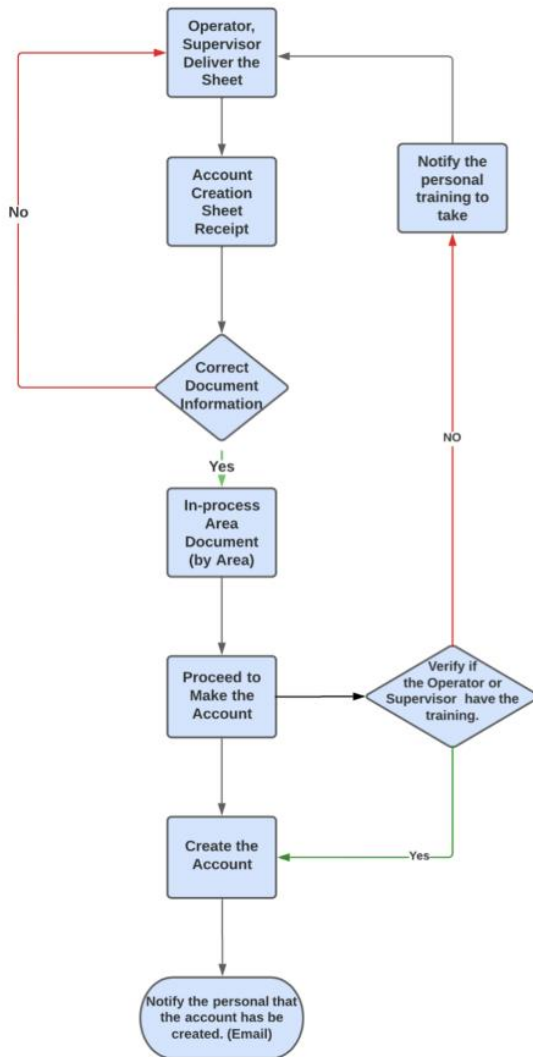 Operator,
Supervisor
Deliver the
Sheet
Account
Creation
Sheet
Receipt
Notify the
personal
training to
take
No
Correct
Document
Information
NO
Yes
In-process
Area
Document
(by Area)
Proceed to
Make the
Account
Verify if
the Operator or
Supervisor have the
training.
Create the
Account
Yes
Notify the personal that
the account has be
created. (Email)